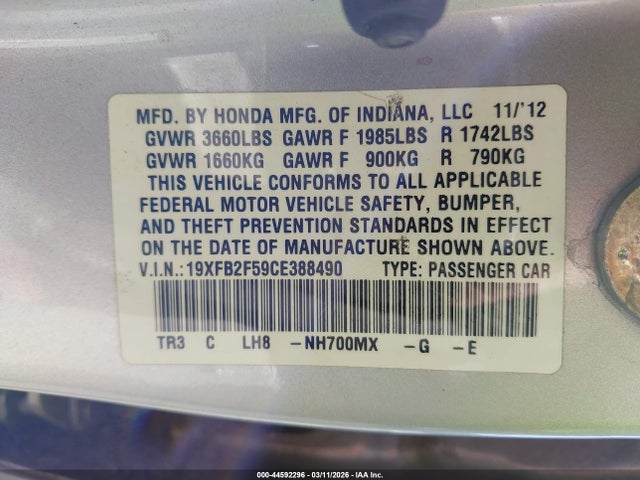 MFD. BY HONDA MFG. OF INDIANA, LLC 11/'12
GVWR 3660LBS GAWR F 1985LBS R 1742LBS
GVWR 1660KG GAWR F 900KG R 790KG
THIS VEHICLE CONFORMS TO ALL APPLICABLE
FEDERAL MOTOR VEHICLE SAFETY, BUMPER,
AND THEFT PREVENTION STANDARDS IN EFFECT
ON THE DATE OF MANUFACTURE SHOWN ABOVE.
V.I.N.:19XFB2F59CE388490 TYPE: PASSENGER CAR
TR3 C LH8 -NH700MX -G -E
000-44592296 - 03/11/2026 - IAA Inc.